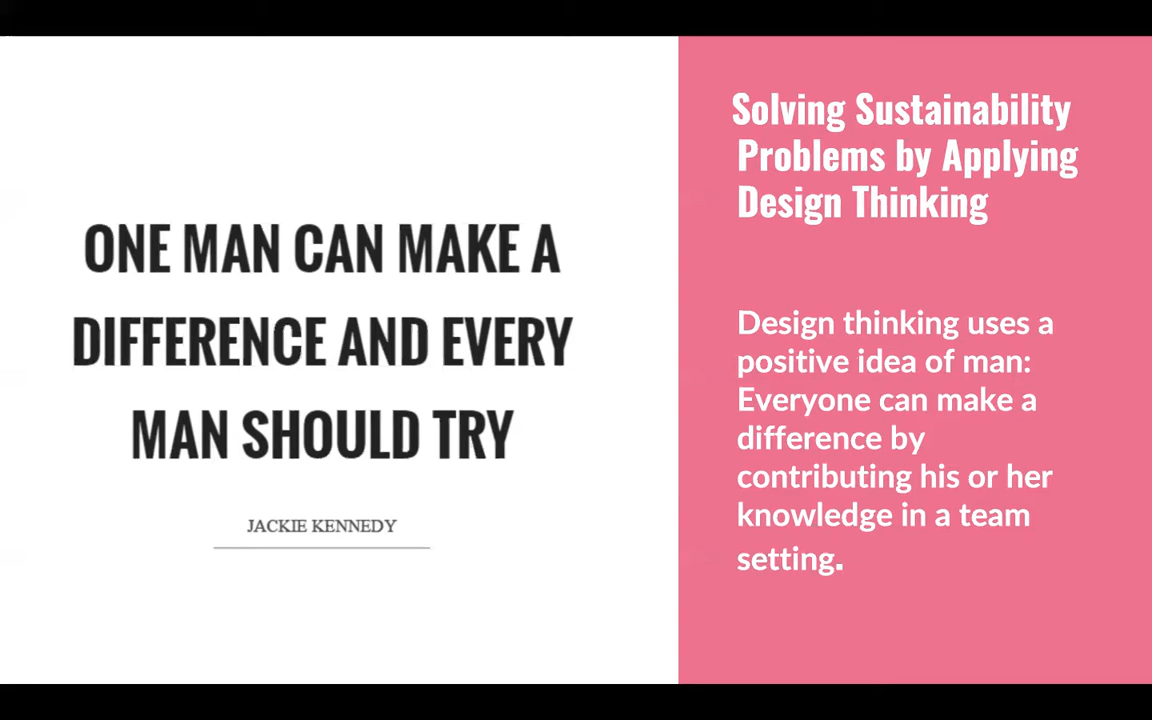 ONE MAN CAN MAKE A
DIFFERENCE AND EVERY
MAN SHOULD TRY
JACKIE KENNEDY
Solving Sustainability
Problems by Applying
Design Thinking
Design thinking uses a
positive idea of man:
Everyone can make a
difference by
contributing his or her
knowledge in a team
setting.